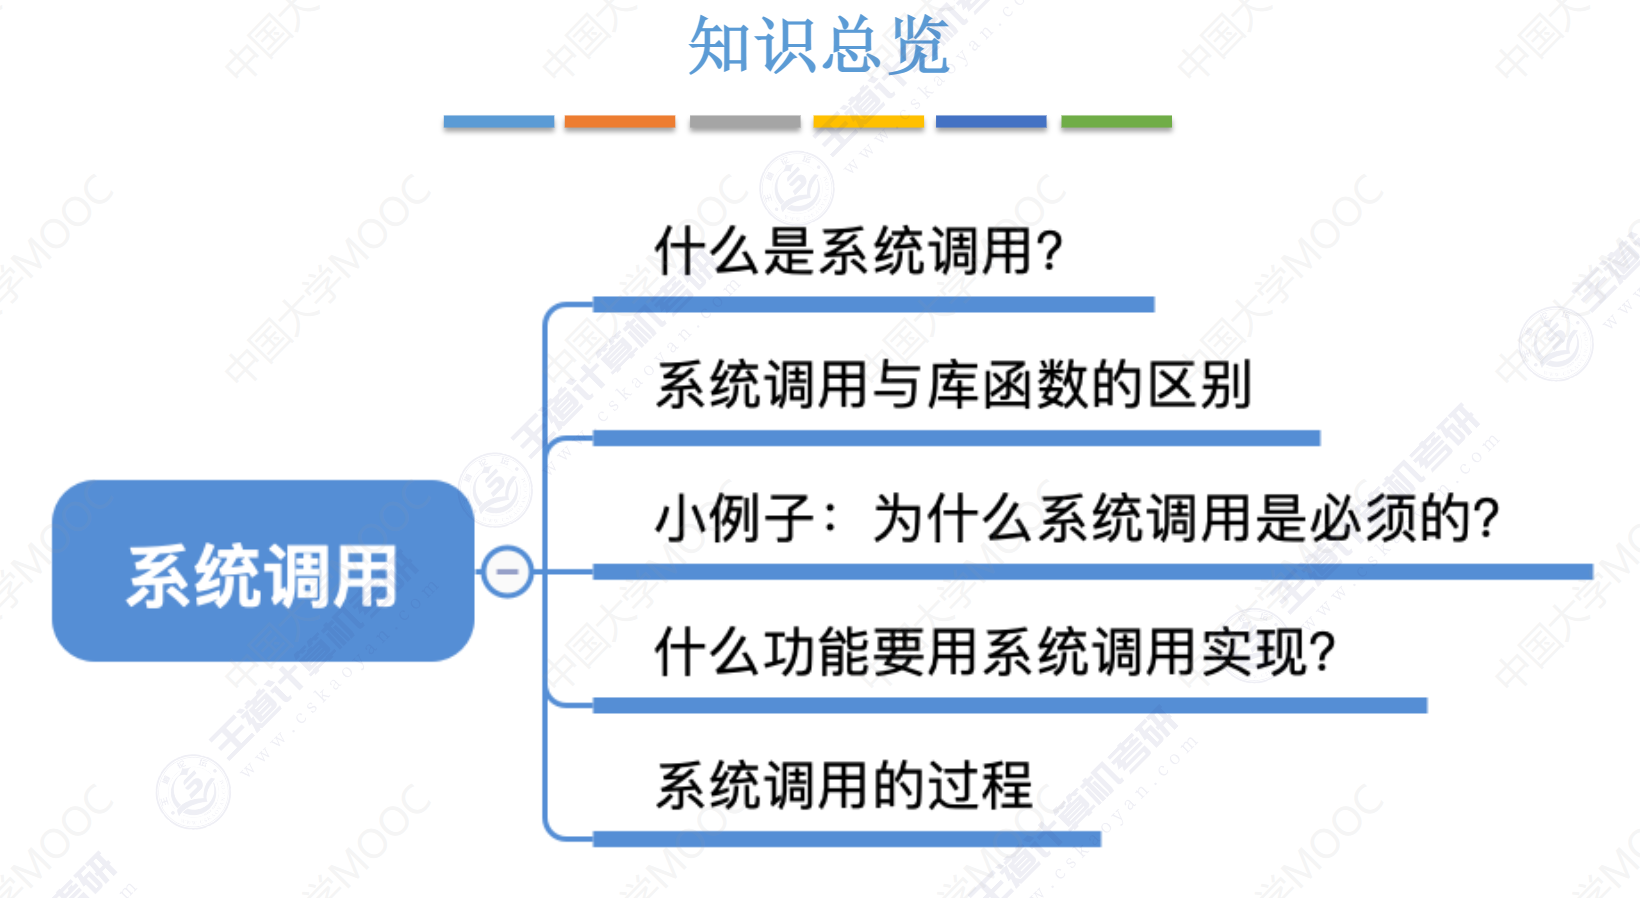 知识总览
什么是系统调用？
系统调用与库函数的区别
小例子：为什么系统调用是必须的？
系统调用
什么功能要用系统调用实现？
系统调用的过程
中国大学MOOC
王道计算机考研
www.cskaoyan.com